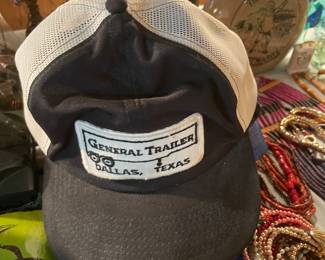 GENERAL TRAILER
DALLAS, TEXAS